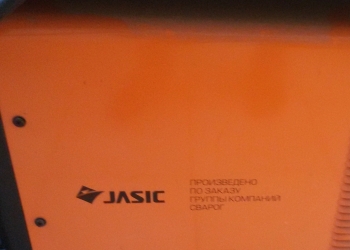 JASIC
ПРОИЗВЕДЕНО
ПО ЗАКАЗУ
ГРУППЫ КОМПАНИЙ
СВАРОГ